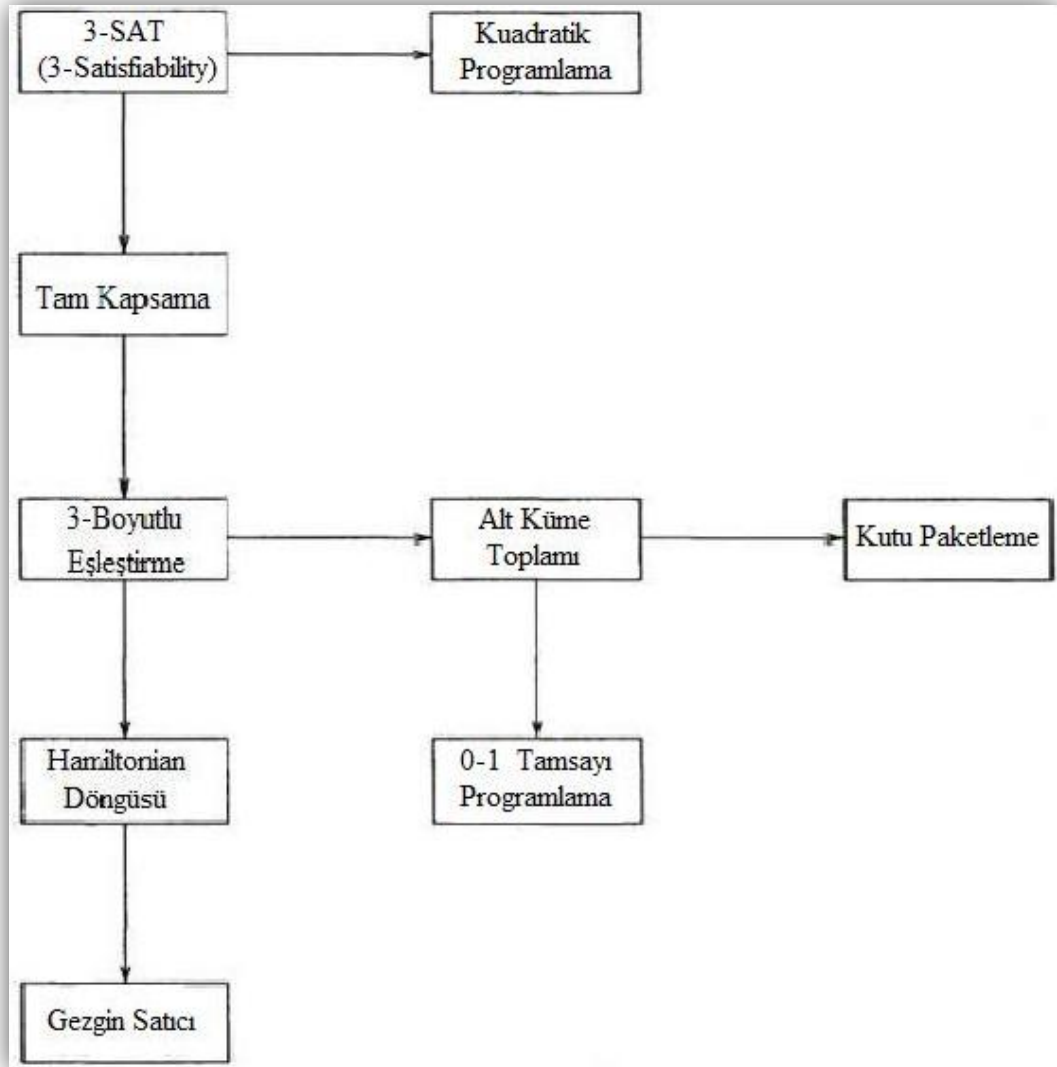 3-SAT
(3-Satisfiability)
Kuadratik
Programlama
Tam Kapsama
3-Boyutlu
Eşleştirme
Alt Küme
Toplamı
Kutu Paketleme
Hamiltonian
Döngüsü
0-1 Tamsayı
Programlama
Gezgin Satıcı